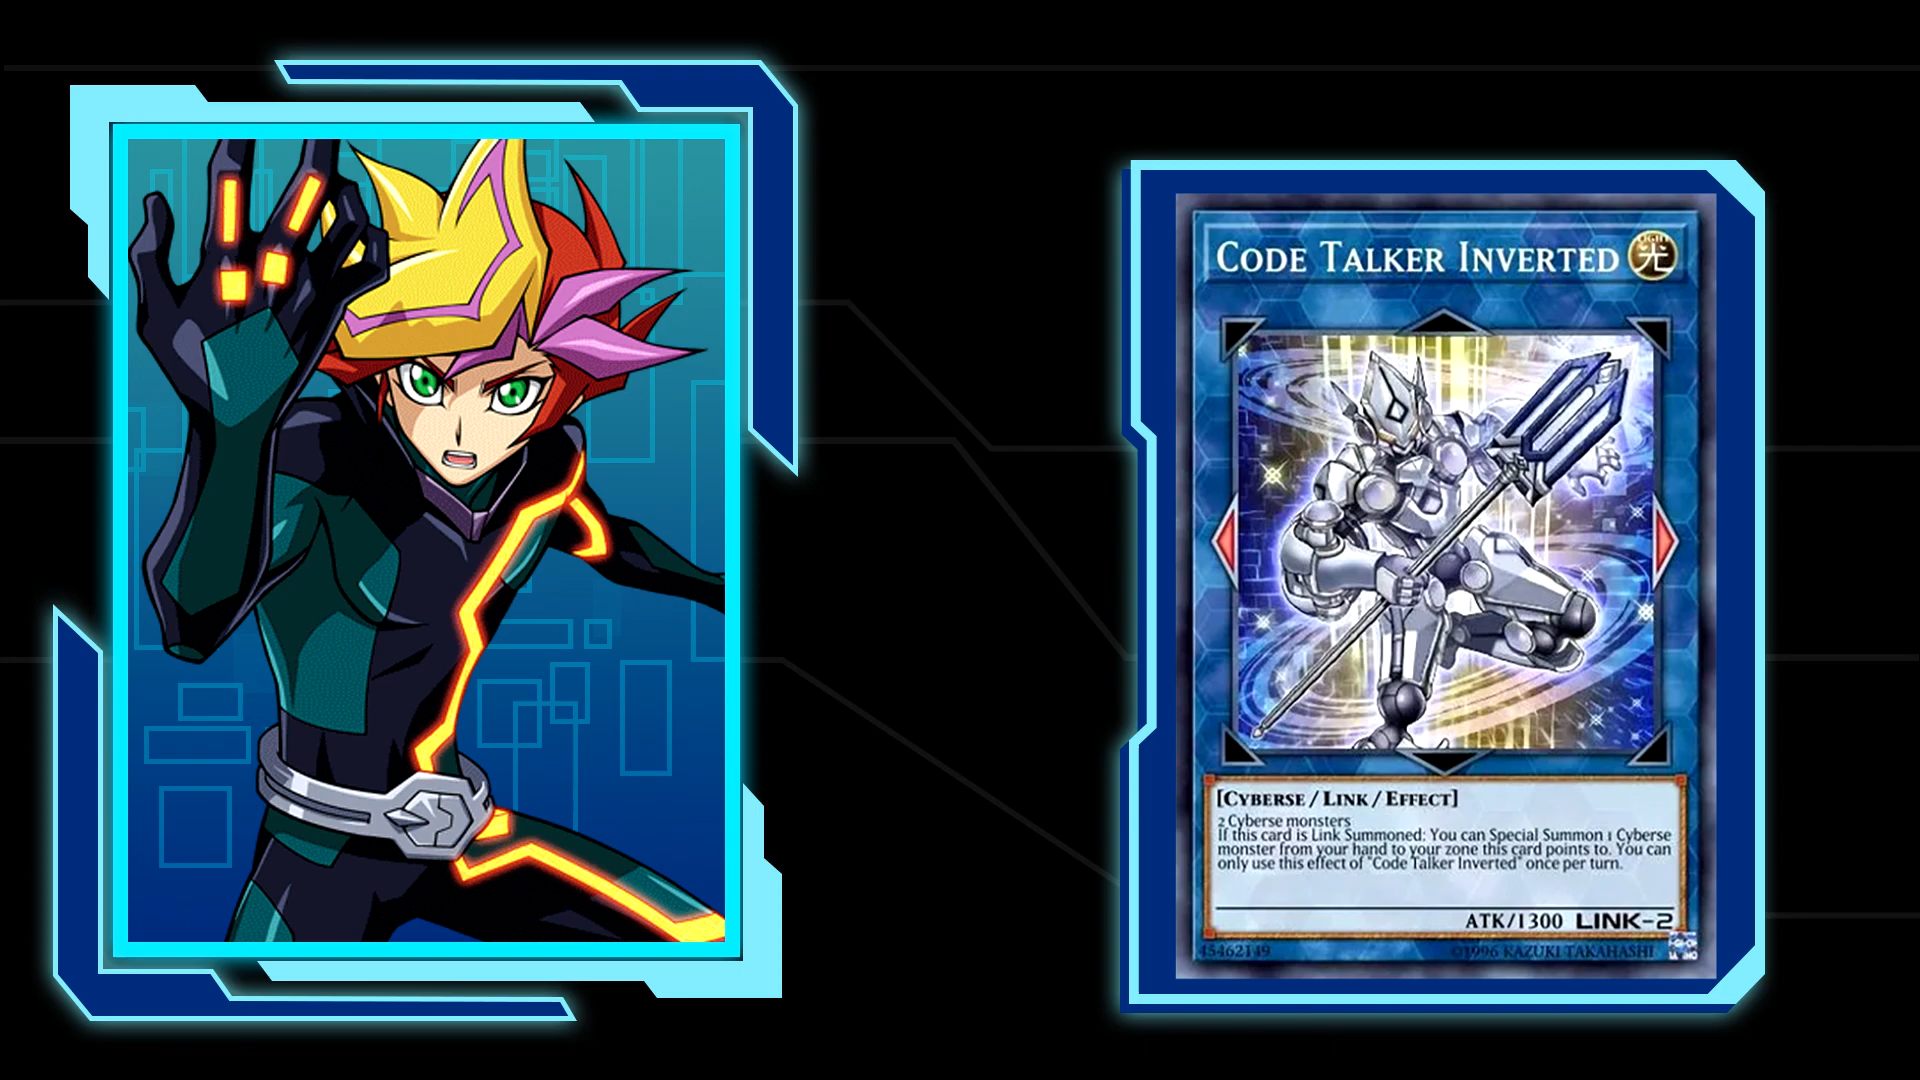 CODE TALKER INVERTED
光
[CYBERSE / LINK / EFFECT]
2 Cyberse monsters
If this card is Link Summoned: You can Special Summon 1 Cyberse
monster from your hand to your zone this card points to. You can
only use this effect of "Code Talker Inverted" once per turn.
ATK/1300 LINK-2
45462149 ©1996 KAZUKI TAKAHASHI